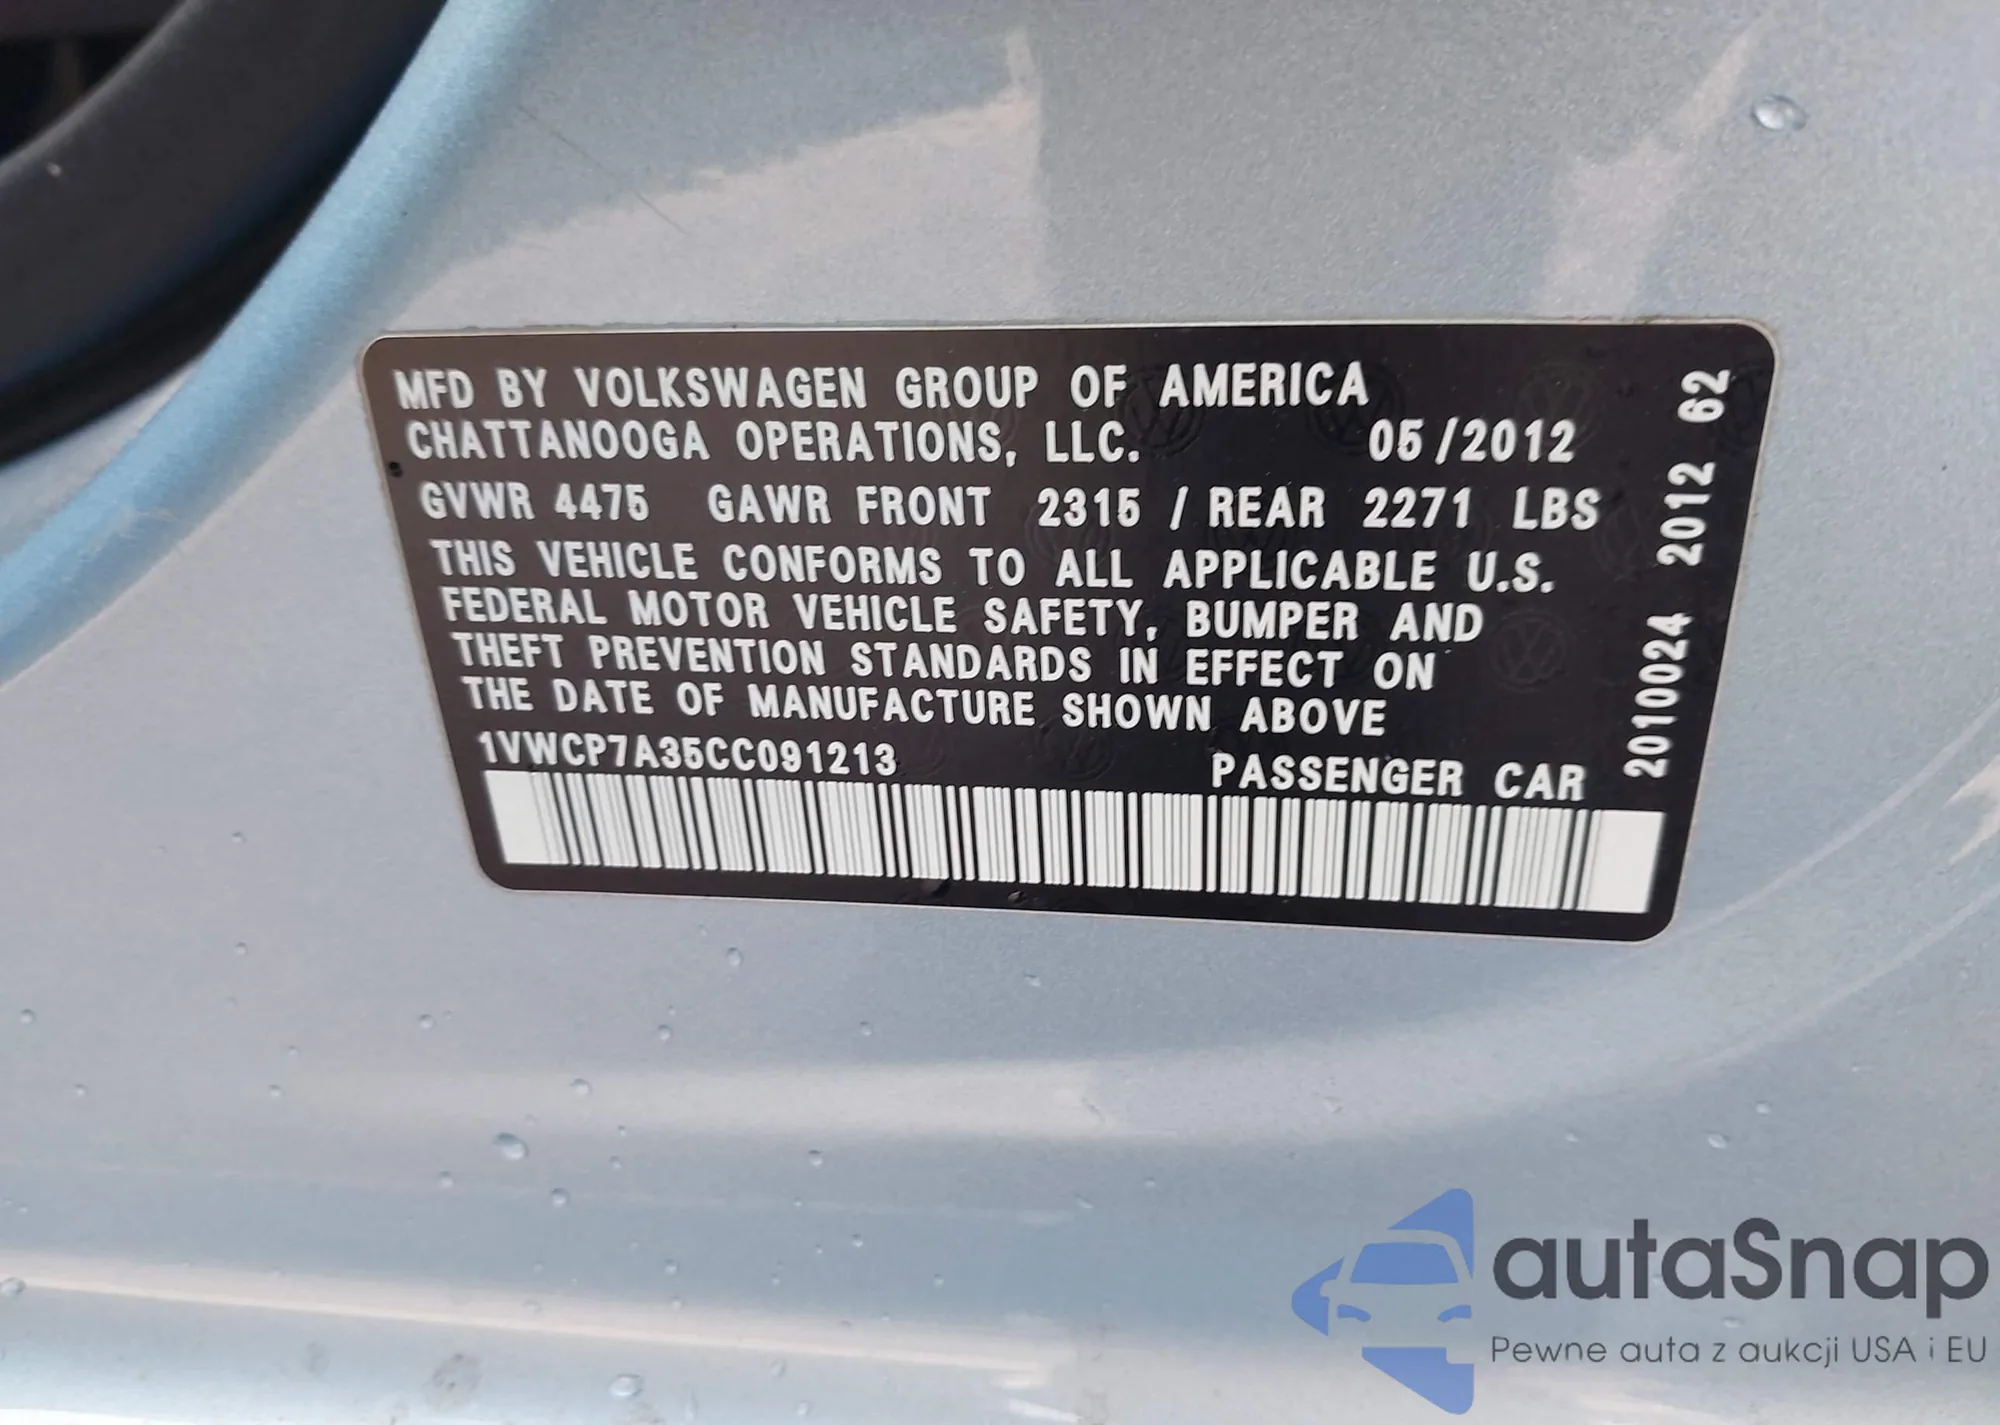 MFD BY VOLKSWAGEN GROUP OF AMERICA
CHATTANOOGA OPERATIONS, LLC. 05/2012
GVWR 4475 GAWR FRONT 2315 / REAR 2271 LBS
THIS VEHICLE CONFORMS TO ALL APPLICABLE U.S.
FEDERAL MOTOR VEHICLE SAFETY, BUMPER AND
THEFT PREVENTION STANDARDS IN EFFECT ON
THE DATE OF MANUFACTURE SHOWN ABOVE
1VWCP7A35CC091213 PASSENGER CAR
2010024 2012 62
autaSnap
Pewne auta z aukcji USA i EU